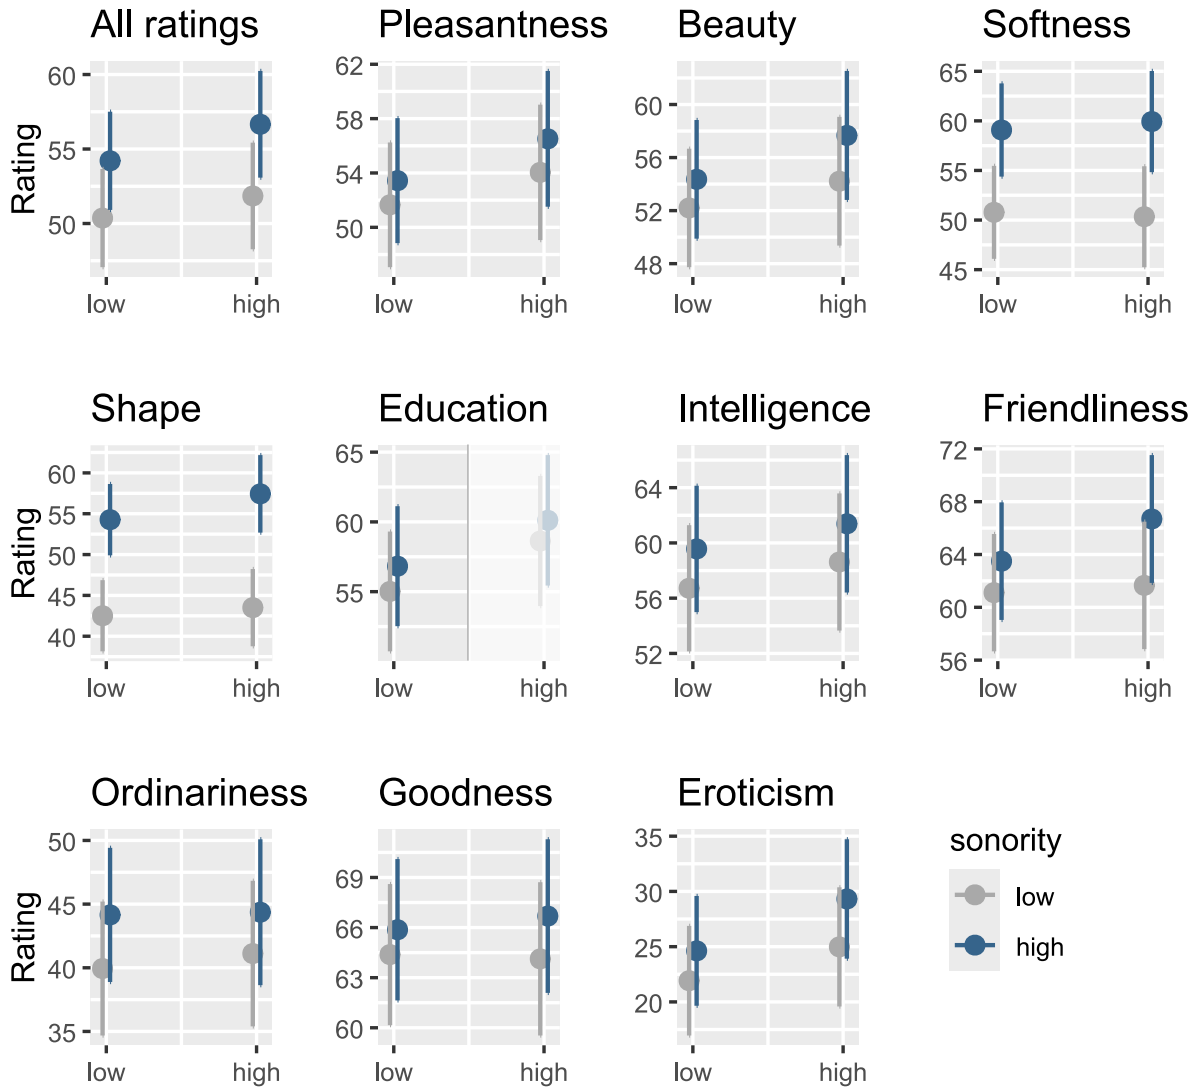 All ratings
Pleasantness
Beauty
Softness
Rating
60
55
50
low
high
62
58
54
50
low
high
60
56
52
48
low
high
65
60
55
50
45
low
high
Shape
Education
Intelligence
Friendliness
Rating
60
55
50
45
40
low
high
65
60
55
low
high
64
60
56
52
low
high
72
68
64
60
56
low
high
Ordinariness
Goodness
Eroticism
Rating
50
45
40
35
low
high
69
66
63
60
low
high
35
30
25
20
low
high
sonority
low
high